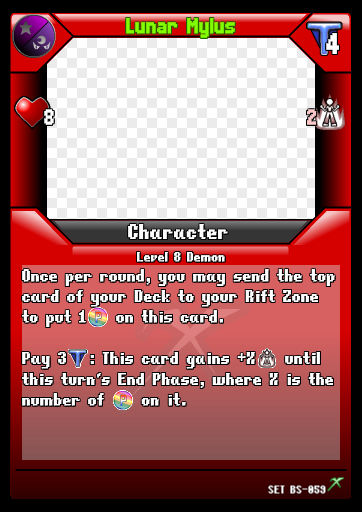 Lunar Mylus
4
8
2
Character
Level 8 Demon
Once per round, you may send the top
card of your Deck to your Rift Zone
to put 1 P on this card.
Pay 3T: This card gains +X until
this turn's End Phase, where X is the
number of P on it.
SET BS-059